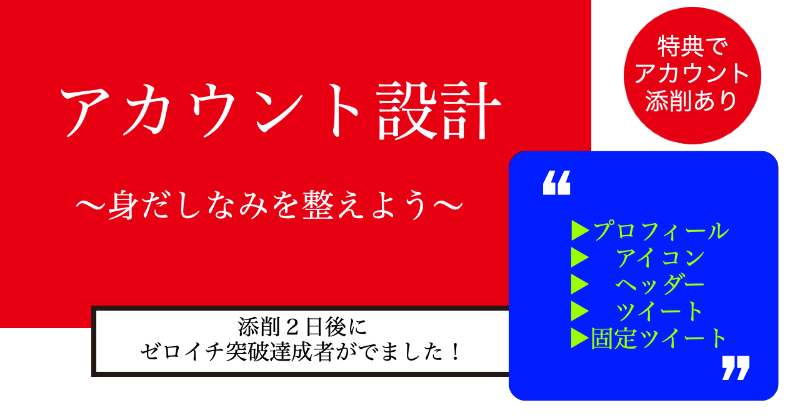 アカウント設計
〜身だしなみを整えよう〜
特典で
アカウント
添削あり
❝
▶プロフィール
▶ アイコン
▶ ヘッダー
▶ ツイート
▶固定ツイート
❞
添削２日後に
ゼロイチ突破達成者がでました！